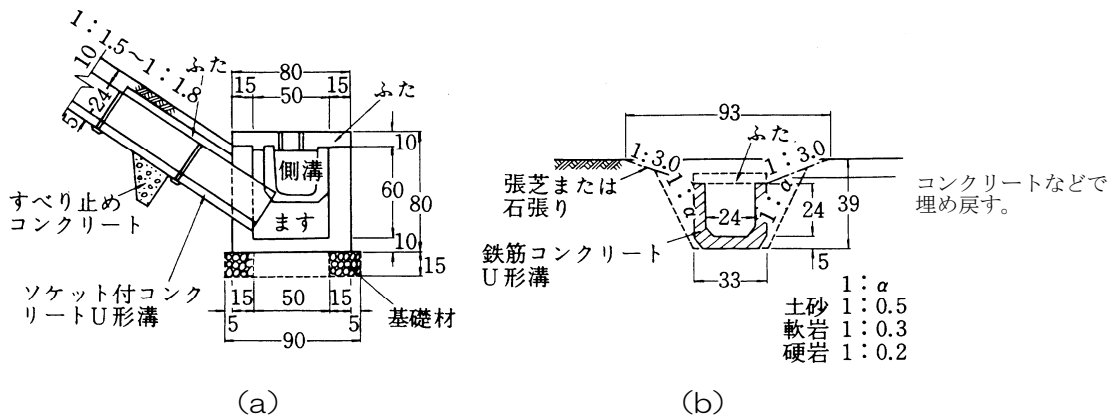 1：1.5～1：1.8
10
24
5
ふた
80
15
50
15
ふた
10
側溝
60
80
ます
10
15
すべり止め
コンクリート
ソケット付コンク
リートU形溝
15
50
15
5
5
90
基礎材
(a)
93
ふた
1：3.0
1：3.0
張芝または
石張り
1：α
1：α
24
24
39
コンクリートなどで
埋め戻す。
鉄筋コンクリート
U形溝
33
5
1：α
土砂 1：0.5
軟岩 1：0.3
硬岩 1：0.2
(b)